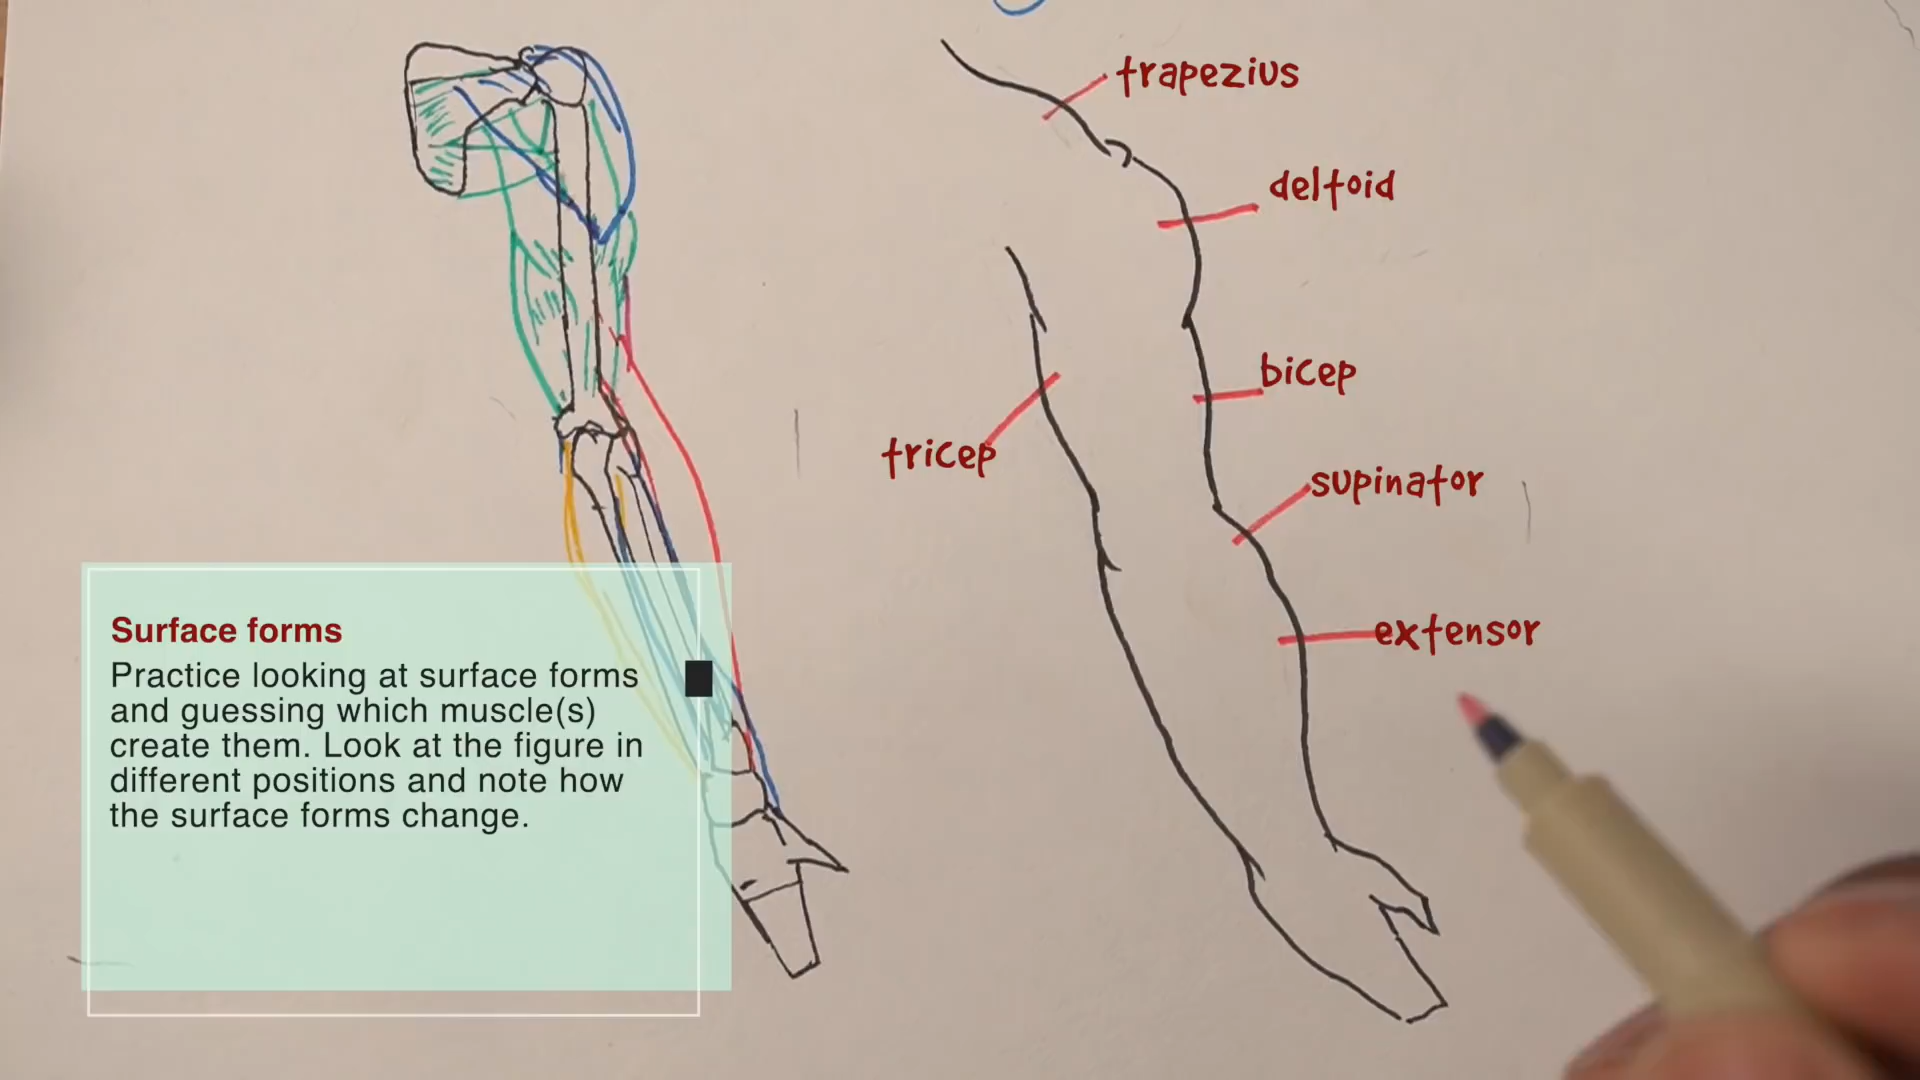 trapezius
deltoid
bicep
tricep
supinator
extensor
Surface forms
Practice looking at surface forms
and guessing which muscle(s)
create them. Look at the figure in
different positions and note how
the surface forms change.